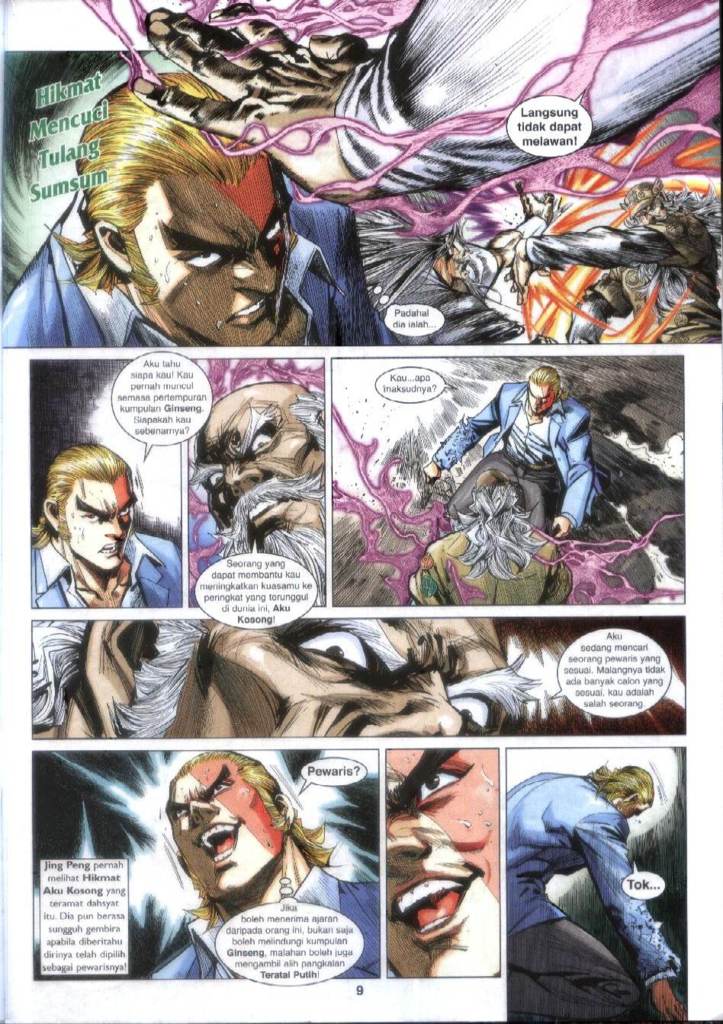 Hikmat
Mencuci
Tulang
Sumsum
Langsung
tidak dapat
melawan!
Padahal
dia ialah...
Aku tahu
siapa kau! Kau
pernah muncul
semasa pertempuran
kumpulan Ginseng.
Siapakah kau
sebenarnya?
Seorang yang
dapat membantu kau
meningkatkan kuasamu ke
peringkat yang terunggul
di dunia ini, Aku
Kosong!
Kau...apa
maksudnya?
Aku
sedang mencari
seorang pewaris yang
sesuai. Malangnya tidak
ada banyak calon yang
sesuai, kau adalah
salah seorang.
Jing Peng pernah
melihat Hikmat
Aku Kosong yang
teramat dahsyat
itu. Dia pun berasa
sungguh gembira
apabila diberitahu
dirinya telah dipilih
sebagai pewarisnya!
Pewaris?
Jika
boleh menerima ajaran
daripada orang ini, bukan saja
boleh melindungi kumpulan
Ginseng, malahan boleh juga
mengambil alih pangkalan
Teratai Putih!
Tok...
9